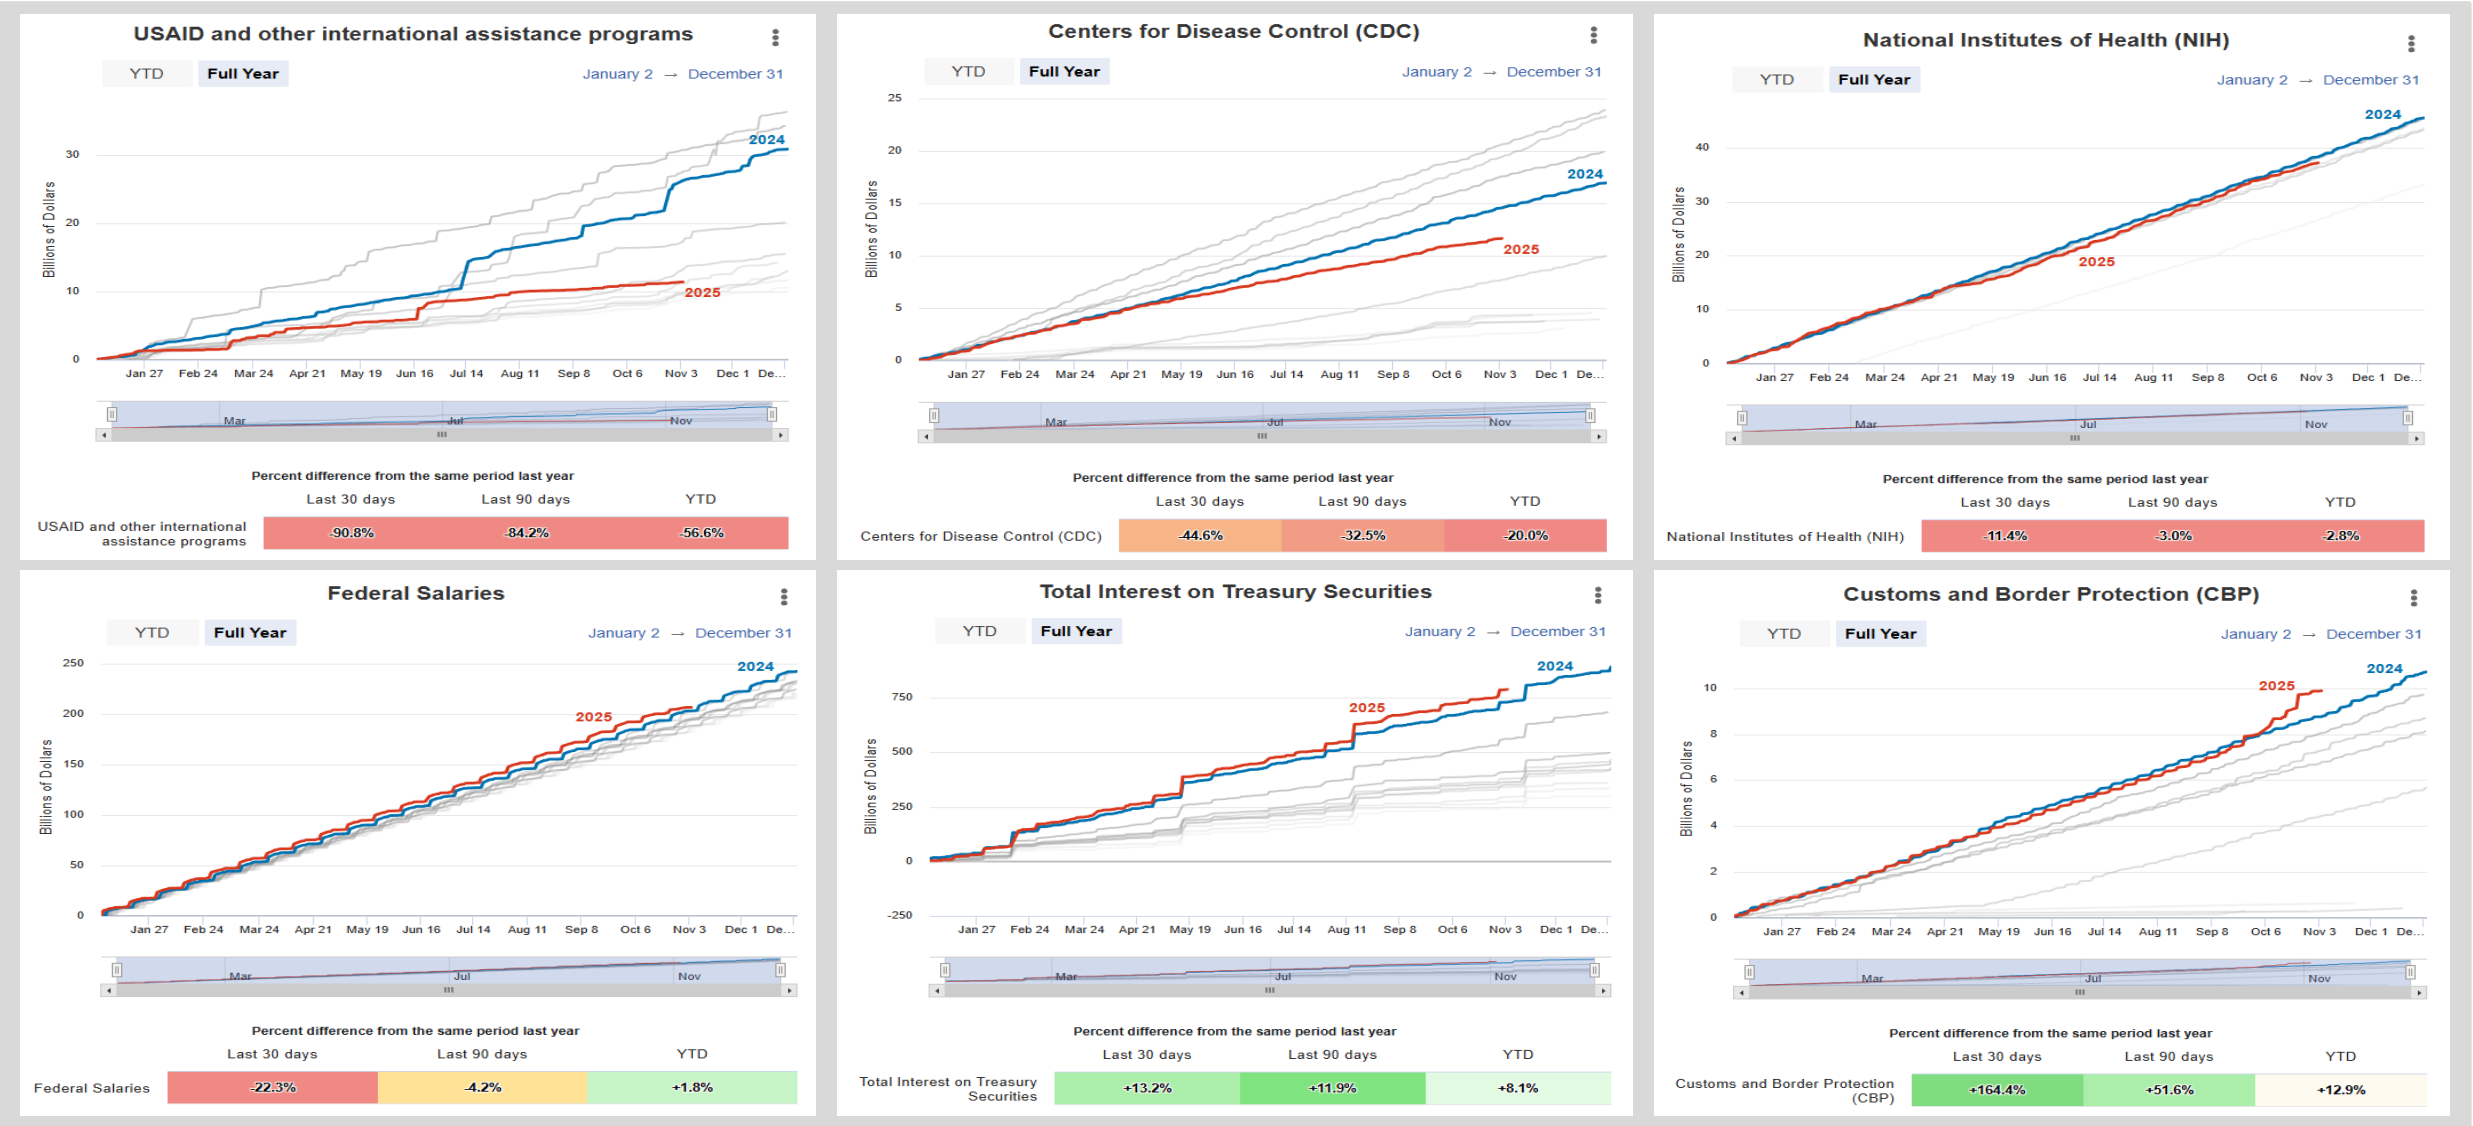 USAID and other international assistance programs
YTD
Full Year
January 2 → December 31
Billions of Dollars
30
20
10
0
2024
2025
Jan 27 Feb 24 Mar 24 Apr 21 May 19 Jun 16 Jul 14 Aug 11 Sep 8 Oct 6 Nov 3 Dec 1 De...
Mar Jul Nov
Percent difference from the same period last year
Last 30 days Last 90 days YTD
USAID and other international
assistance programs
-90.8% -84.2% -56.6%
Centers for Disease Control (CDC)
YTD
Full Year
January 2 → December 31
Billions of Dollars
25
20
15
10
5
0
2024
2025
Jan 27 Feb 24 Mar 24 Apr 21 May 19 Jun 16 Jul 14 Aug 11 Sep 8 Oct 6 Nov 3 Dec 1 De...
Mar Jul Nov
Percent difference from the same period last year
Last 30 days Last 90 days YTD
Centers for Disease Control (CDC) -44.6% -32.5% -20.0%
National Institutes of Health (NIH)
YTD
Full Year
January 2 → December 31
Billions of Dollars
40
30
20
10
0
2024
2025
Jan 27 Feb 24 Mar 24 Apr 21 May 19 Jun 16 Jul 14 Aug 11 Sep 8 Oct 6 Nov 3 Dec 1 De...
Mar Jul Nov
Percent difference from the same period last year
Last 30 days Last 90 days YTD
National Institutes of Health (NIH) -11.4% -3.0% -2.8%
Federal Salaries
YTD
Full Year
January 2 → December 31
Billions of Dollars
250
200
150
100
50
0
2024
2025
Jan 27 Feb 24 Mar 24 Apr 21 May 19 Jun 16 Jul 14 Aug 11 Sep 8 Oct 6 Nov 3 Dec 1 De...
Mar Jul Nov
Percent difference from the same period last year
Last 30 days Last 90 days YTD
Federal Salaries -22.3% -4.2% +1.8%
Total Interest on Treasury Securities
YTD
Full Year
January 2 → December 31
Billions of Dollars
750
500
250
0
-250
2024
2025
Jan 27 Feb 24 Mar 24 Apr 21 May 19 Jun 16 Jul 14 Aug 11 Sep 8 Oct 6 Nov 3 Dec 1 De...
Mar Jul Nov
Percent difference from the same period last year
Last 30 days Last 90 days YTD
Total Interest on Treasury
Securities
+13.2% +11.9% +8.1%
Customs and Border Protection (CBP)
YTD
Full Year
January 2 → December 31
Billions of Dollars
10
8
6
4
2
0
2024
2025
Jan 27 Feb 24 Mar 24 Apr 21 May 19 Jun 16 Jul 14 Aug 11 Sep 8 Oct 6 Nov 3 Dec 1 De...
Mar Jul Nov
Percent difference from the same period last year
Last 30 days Last 90 days YTD
Customs and Border Protection
(CBP)
+164.4% +51.6% +12.9%